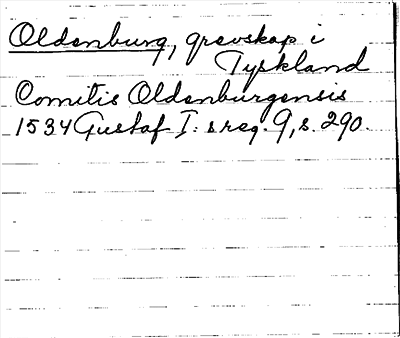 Oldenburg, grevskap i
Tyskland
Comitis Oldenburgensis
1534 Gustaf I: s reg. 9, s. 290.